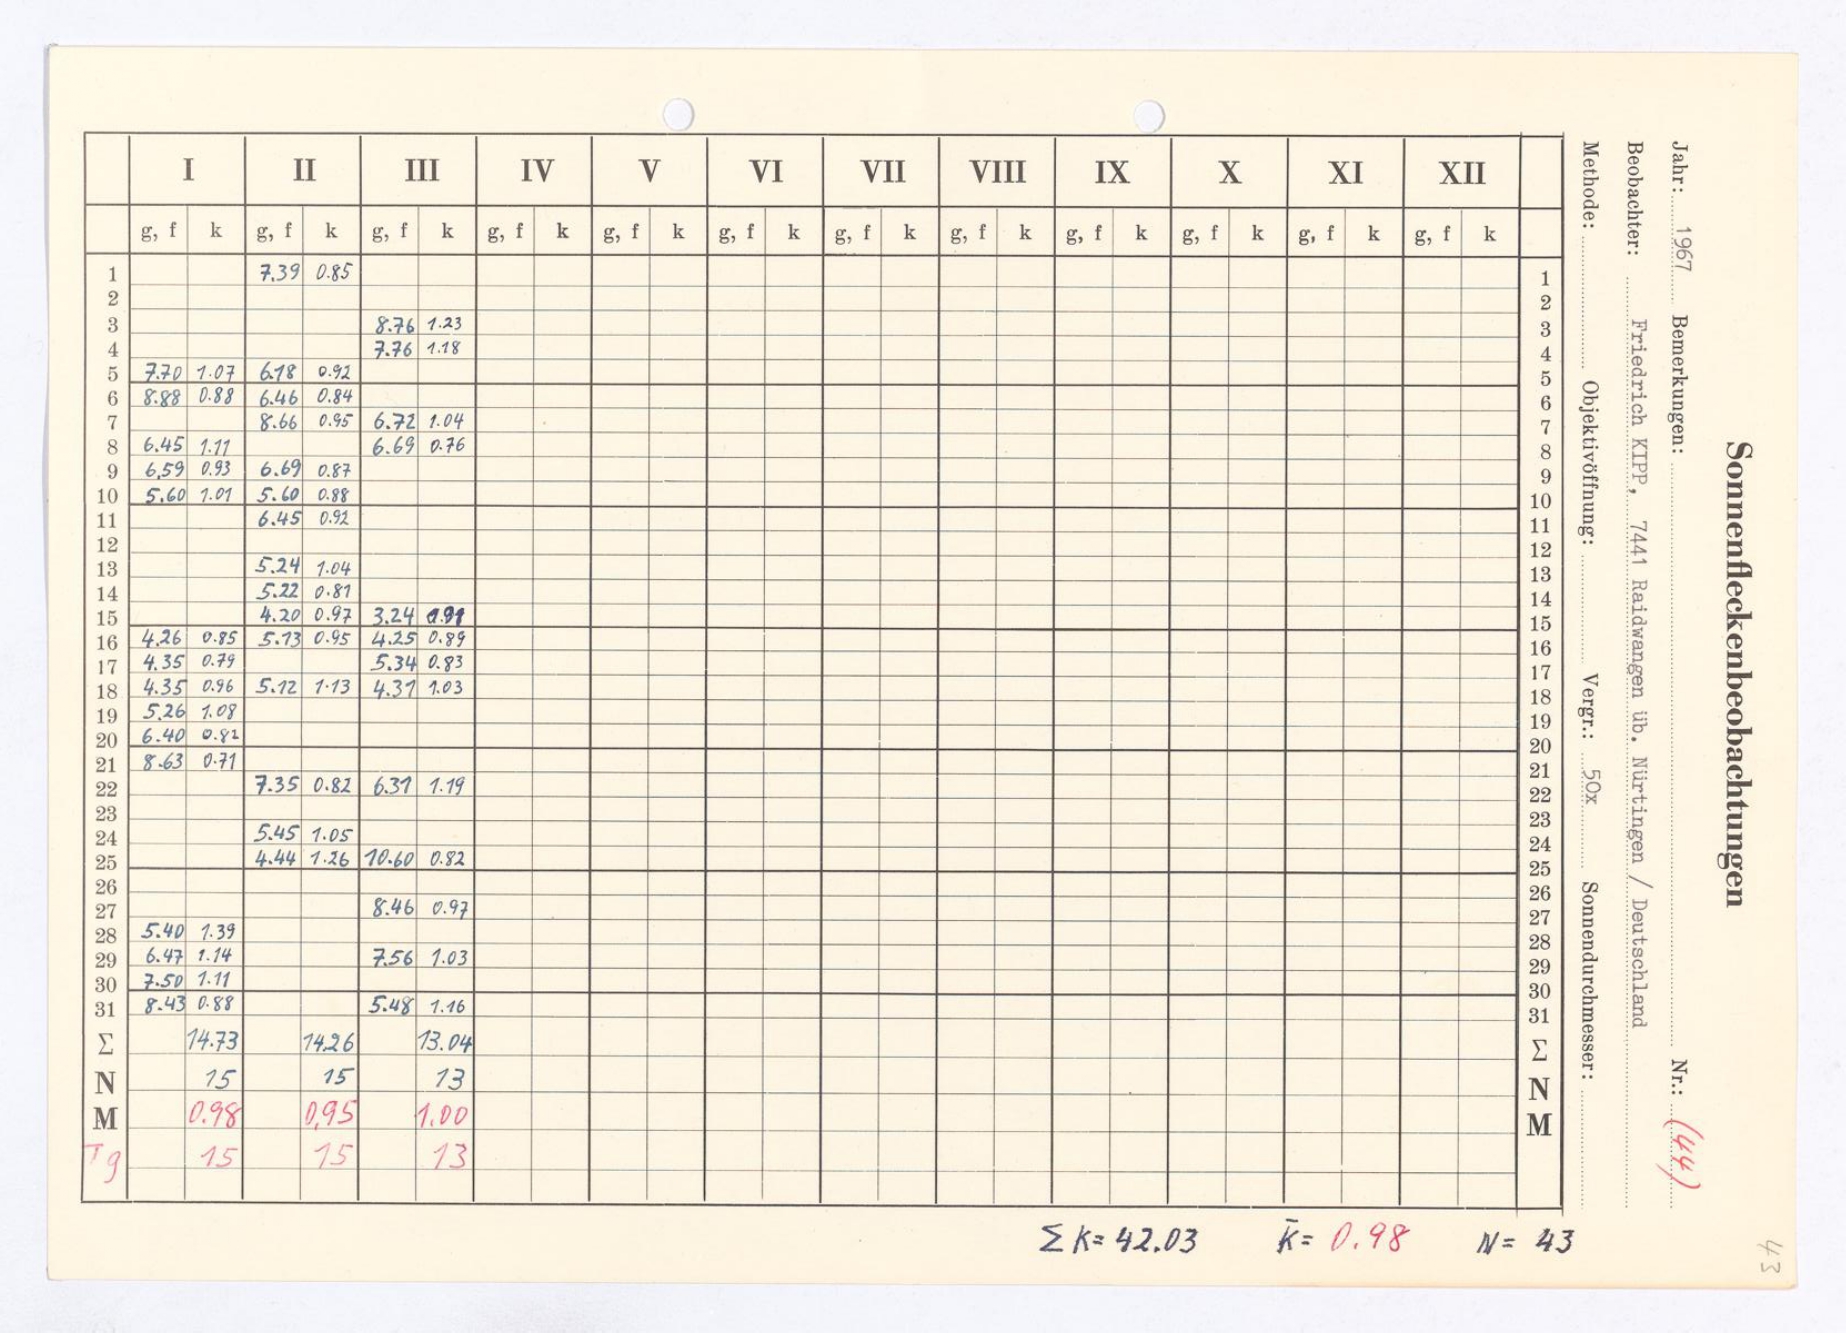 Sonnenfleckenbeobachtungen
Jahr: 1967 Bemerkungen: Nr.: (44)
Beobachter: Friedrich KIPP, 7441 Raidwangen üb. Nürtingen / Deutschland
Methode: Objektivöffnung: Vergr.: 50x Sonnendurchmesser:
I II III IV V VI VII VIII IX X XI XII
g, f k g, f k g, f k g, f k g, f k g, f k g, f k g, f k g, f k g, f k g, f k g, f k
1 7.39 0.85 1
2 2
3 8.76 1.23 3
4 7.76 1.18 4
5 7.70 1.07 6.18 0.92 5
6 8.88 0.88 6.46 0.84 6
7 8.66 0.95 6.72 1.04 7
8 6.45 1.11 6.69 0.76 8
9 6,59 0.93 6.69 0.87 9
10 5.60 1.01 5.60 0.88 10
11 6.45 0.92 11
12 12
13 5.24 1.04 13
14 5.22 0.81 14
15 4.20 0.97 3.24 0.91 15
16 4.26 0.85 5.13 0.95 4.25 0.89 16
17 4.35 0.79 5.34 0.83 17
18 4.35 0.96 5.12 1.13 4.31 1.03 18
19 5.26 1.08 19
20 6.40 0.82 20
21 8.63 0.71 21
22 7.35 0.82 6.31 1.19 22
23 23
24 5.45 1.05 24
25 4.44 1.26 10.60 0.82 25
26 26
27 8.46 0.97 27
28 5.40 1.39 28
29 6.47 1.14 7.56 1.03 29
30 7.50 1.11 30
31 8.43 0.88 5.48 1.16 31
Σ 14.73 14.26 13.04 Σ
N 15 15 13 N
M 0.98 0,95 1.00 M
Tg 15 15 13
Σ k= 42.03 k̄= 0.98 N= 43
43